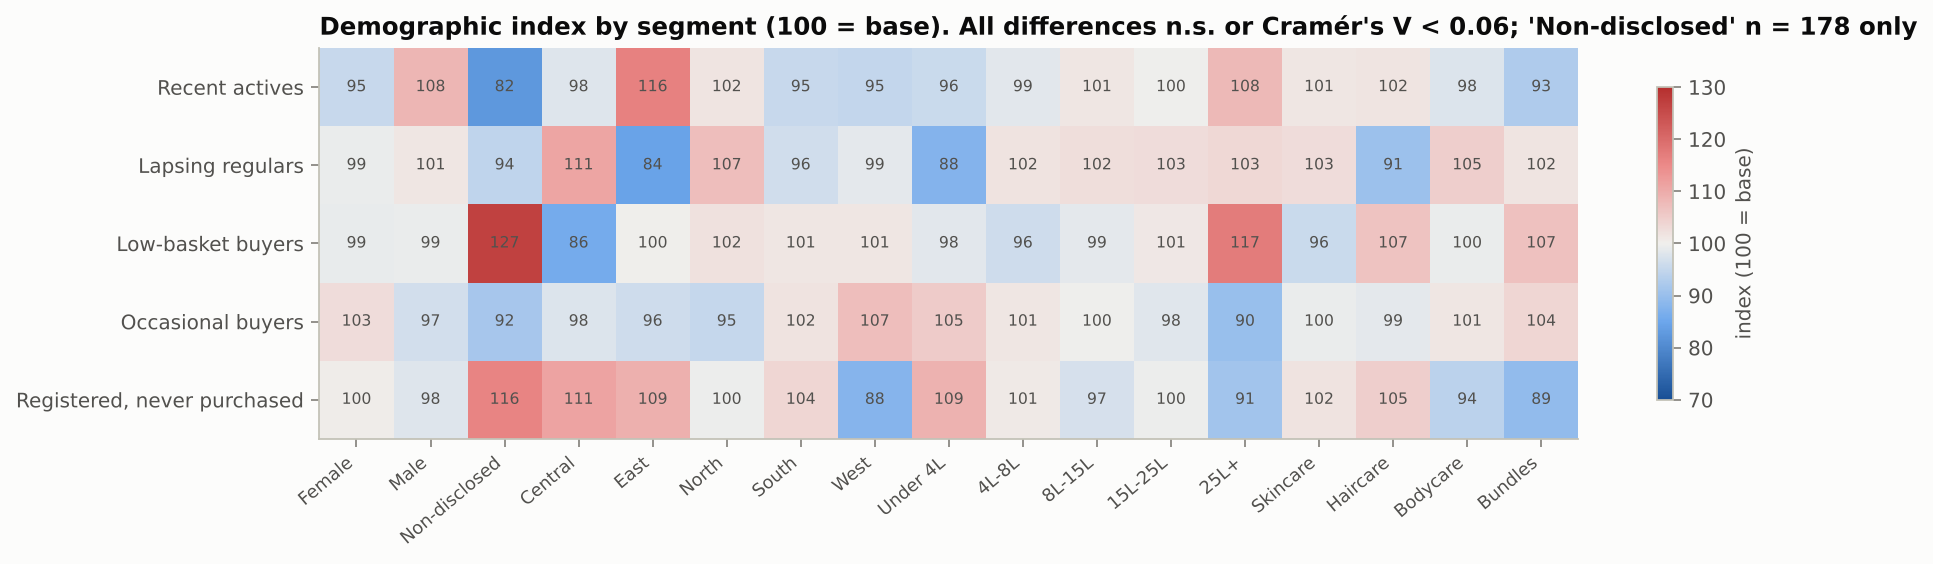 Demographic index by segment (100 = base). All differences n.s. or Cramér's V < 0.06; 'Non-disclosed' n = 178 only
Recent actives 95 108 82 98 116 102 95 95 96 99 101 100 108 101 102 98 93
Lapsing regulars 99 101 94 111 84 107 96 99 88 102 102 103 103 103 91 105 102
Low-basket buyers 99 99 127 86 100 102 101 101 98 96 99 101 117 96 107 100 107
Occasional buyers 103 97 92 98 96 95 102 107 105 101 100 98 90 100 99 101 104
Registered, never purchased 100 98 116 111 109 100 104 88 109 101 97 100 91 102 105 94 89
Female Male Non-disclosed Central East North South West Under 4L 4L-8L 8L-15L 15L-25L 25L+ Skincare Haircare Bodycare Bundles
130
120
110
100
90
80
70
index (100 = base)